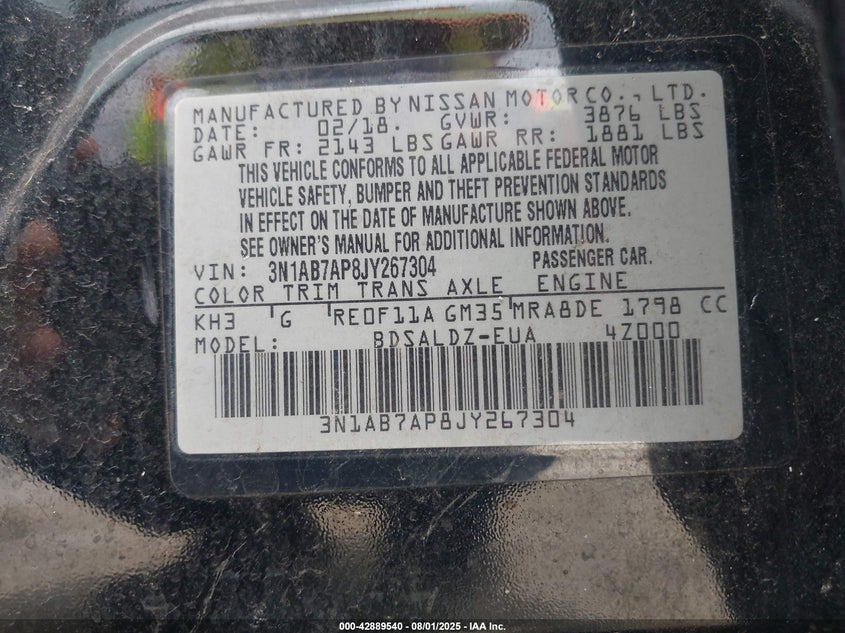 MANUFACTURED BY NISSAN MOTOR CO., LTD.
DATE: 02/18. GVWR: 3876 LBS
GAWR FR: 2143 LBS GAWR RR: 1881 LBS
THIS VEHICLE CONFORMS TO ALL APPLICABLE FEDERAL MOTOR
VEHICLE SAFETY, BUMPER AND THEFT PREVENTION STANDARDS
IN EFFECT ON THE DATE OF MANUFACTURE SHOWN ABOVE.
SEE OWNER'S MANUAL FOR ADDITIONAL INFORMATION.
VIN: 3N1AB7AP8JY267304 PASSENGER CAR.
COLOR TRIM TRANS AXLE ENGINE
KH3 G RE0F11A GM35 MRA8DE 1798 CC
MODEL: BDSALDZ-EUA 4Z000
3N1AB7AP8JY267304
000-42889540 - 08/01/2025 - IAA Inc.